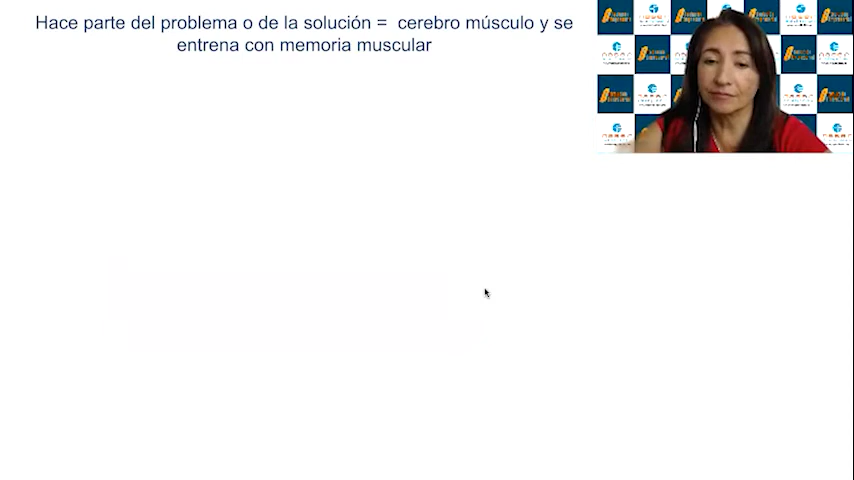 Hace parte del problema o de la solución =  cerebro músculo y se
entrena con memoria muscular